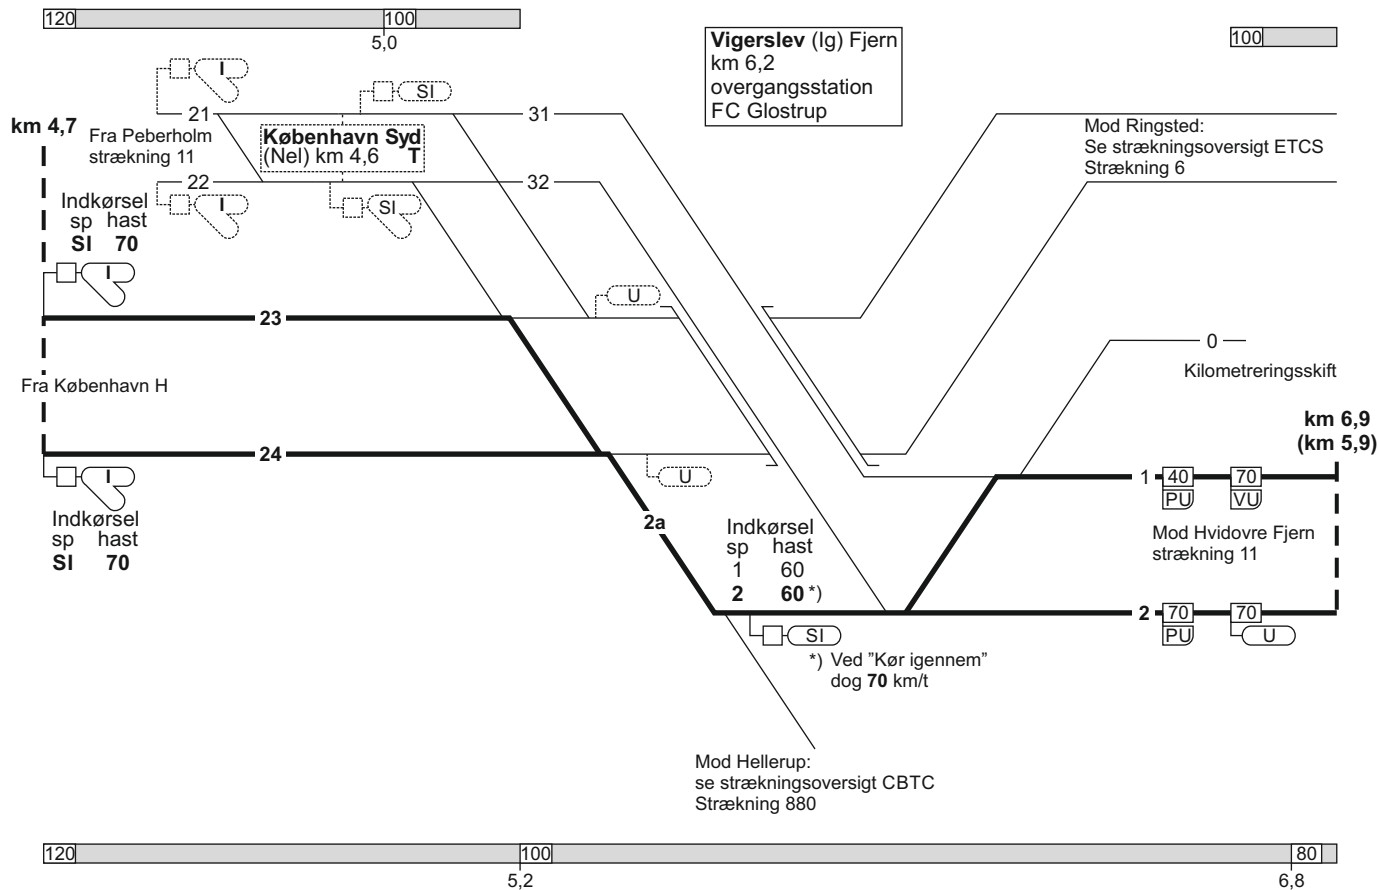 120
100
5,0
100
Vigerslev (Ig) Fjern
km 6,2
overgangsstation
FC Glostrup
I
SI
21
31
km 4,7
Fra Peberholm
strækning 11
København Syd
(Nel) km 4,6 T
Mod Ringsted:
Se strækningsoversigt ETCS
Strækning 6
22
32
I
SI
Indkørsel
sp hast
SI 70
I
U
23
0
Kilometreringsskift
Fra København H
km 6,9
(km 5,9)
24
I
U
1
40
70
PU
VU
Indkørsel
sp hast
SI 70
2a
Indkørsel
sp hast
1 60
2 60 *)
Mod Hvidovre Fjern
strækning 11
2
70
70
SI
PU
U
*) Ved ”Kør igennem”
dog 70 km/t
Mod Hellerup:
se strækningsoversigt CBTC
Strækning 880
120
100
80
5,2
6,8